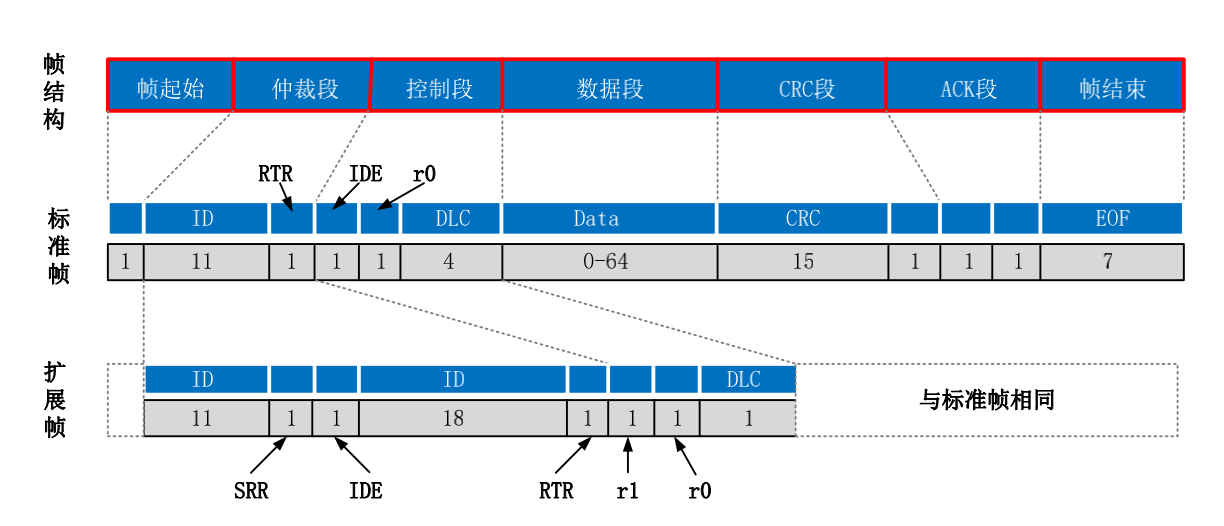 帧结构
帧起始 仲裁段 控制段 数据段 CRC段 ACK段 帧结束
RTR IDE r0
标准帧
ID DLC Data CRC EOF
1 11 1 1 1 4 0-64 15 1 1 1 7
扩展帧
ID ID DLC
11 1 1 18 1 1 1 1
与标准帧相同
SRR IDE RTR r1 r0